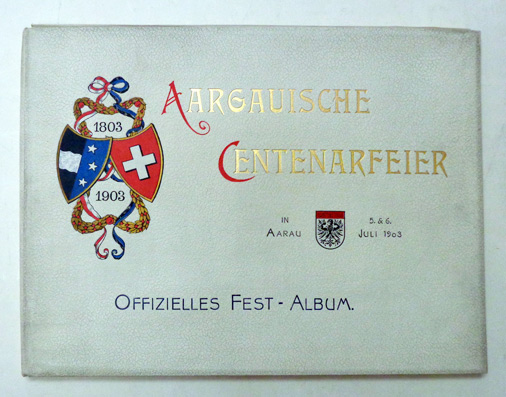 1803
1903
AARGAUISCHE
CENTENARFEIER
IN AARAU
5. & 6. JULI 1903
OFFIZIELLES FEST - ALBUM.